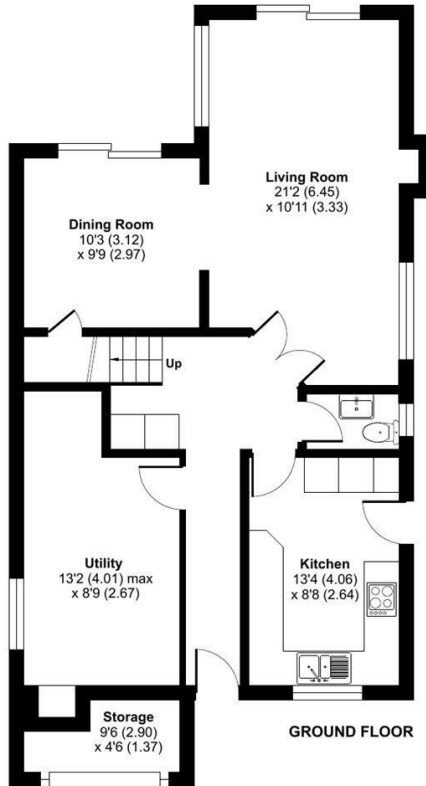 Living Room
21'2 (6.45)
x 10'11 (3.33)
Dining Room
10'3 (3.12)
x 9'9 (2.97)
Up
Utility
13'2 (4.01) max
x 8'9 (2.67)
Kitchen
13'4 (4.06)
x 8'8 (2.64)
Storage
9'6 (2.90)
x 4'6 (1.37)
GROUND FLOOR